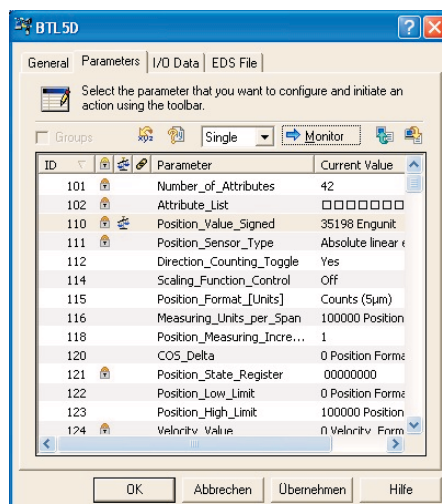 BTL5D
General Parameters I/O Data EDS File
Select the parameter that you want to configure and initiate an
action using the toolbar.
Groups Single Monitor
ID Parameter Current Value
101 Number_of_Attributes 42
102 Attribute_List
110 Position_Value_Signed 35198 Engunit
111 Position_Sensor_Type Absolute linear e
112 Direction_Counting_Toggle Yes
114 Scaling_Function_Control Off
115 Position_Format_[Units] Counts (5µm)
116 Measuring_Units_per_Span 100000 Position
118 Position_Measuring_Incre... 1
120 COS_Delta 0 Position Forma
121 Position_State_Register 00000000
122 Position_Low_Limit 0 Position Forma
123 Position_High_Limit 100000 Position
124 Velocity_Value 0 Velocity_Form
OK Abbrechen Übernehmen Hilfe